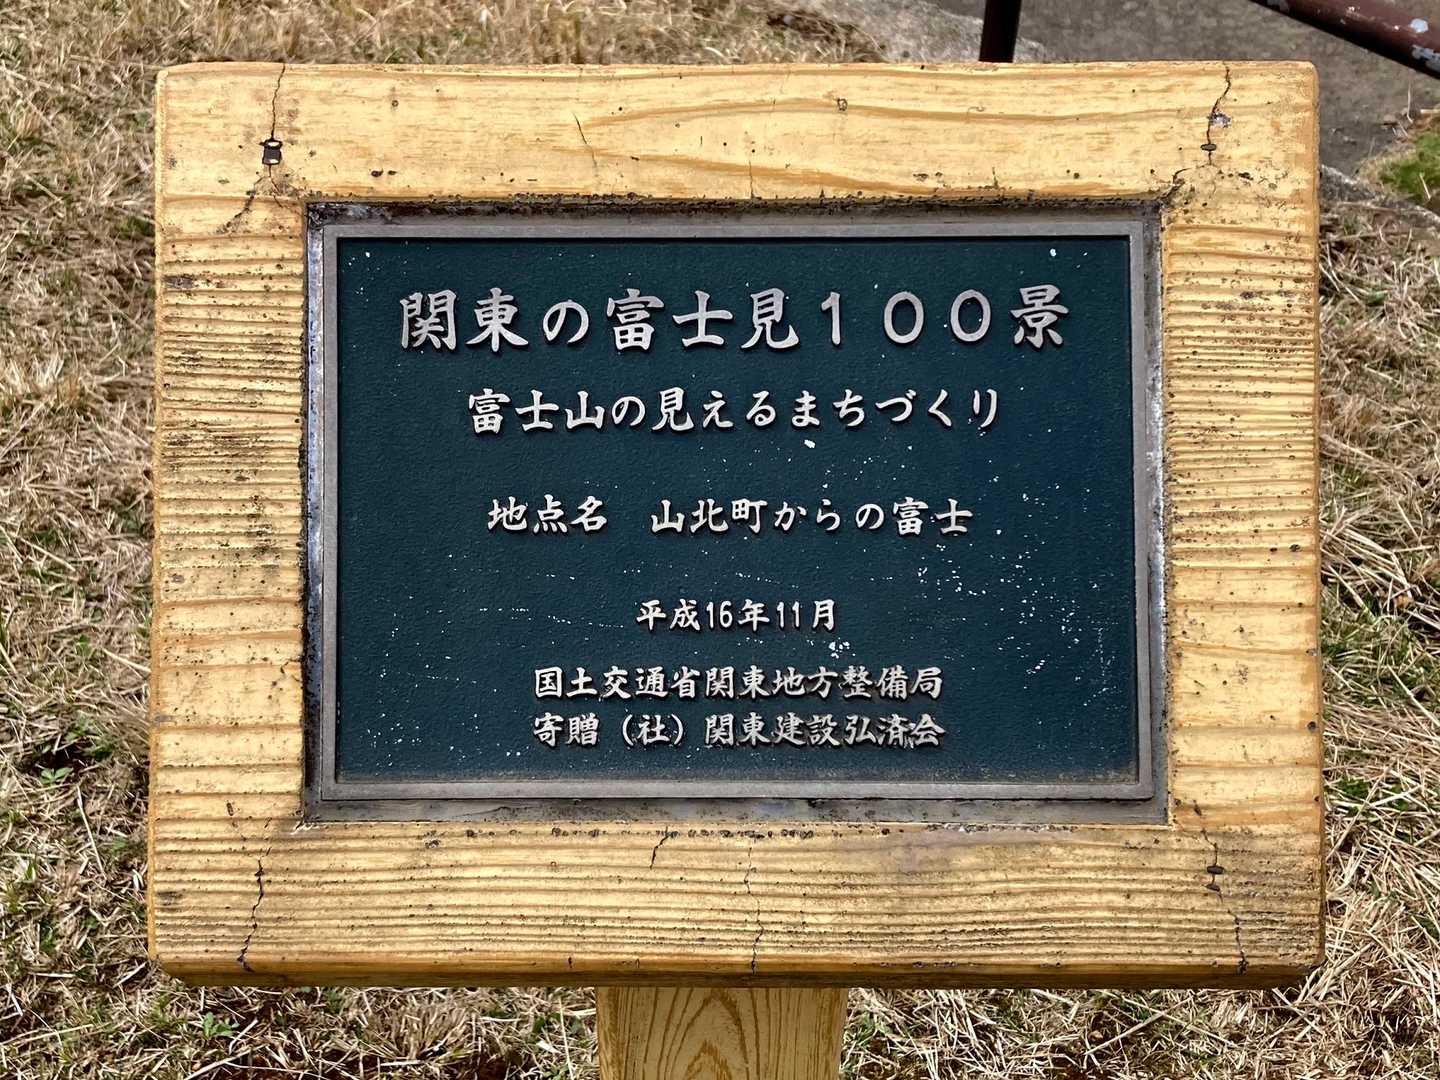 関東の富士見１００景
富士山の見えるまちづくり
地点名　山北町からの富士
平成16年11月
国土交通省関東地方整備局
寄贈（社）関東建設弘済会